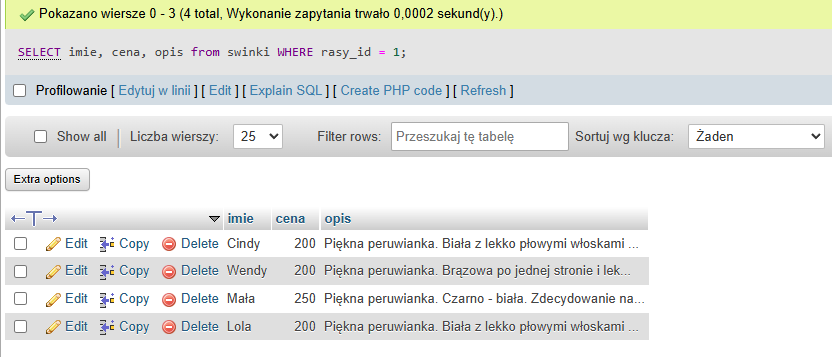 Pokazano wiersze 0 - 3 (4 total, Wykonanie zapytania trwało 0,0002 sekund(y).)
SELECT imie, cena, opis from swinki WHERE rasy_id = 1;
Profilowanie [ Edytuj w linii ] [ Edit ] [ Explain SQL ] [ Create PHP code ] [ Refresh ]
Show all | Liczba wierszy: 25 Filter rows: Przeszukaj tę tabelę Sortuj wg klucza: Żaden
Extra options
←T→ imie cena opis
Edit Copy Delete Cindy 200 Piękna peruwianka. Biała z lekko płowymi włoskami ...
Edit Copy Delete Wendy 200 Piękna peruwianka. Brązowa po jednej stronie i lek...
Edit Copy Delete Mała 250 Piękna peruwianka. Czarno - biała. Zdecydowanie na...
Edit Copy Delete Lola 200 Piękna peruwianka. Biała z lekko płowymi włoskami ...